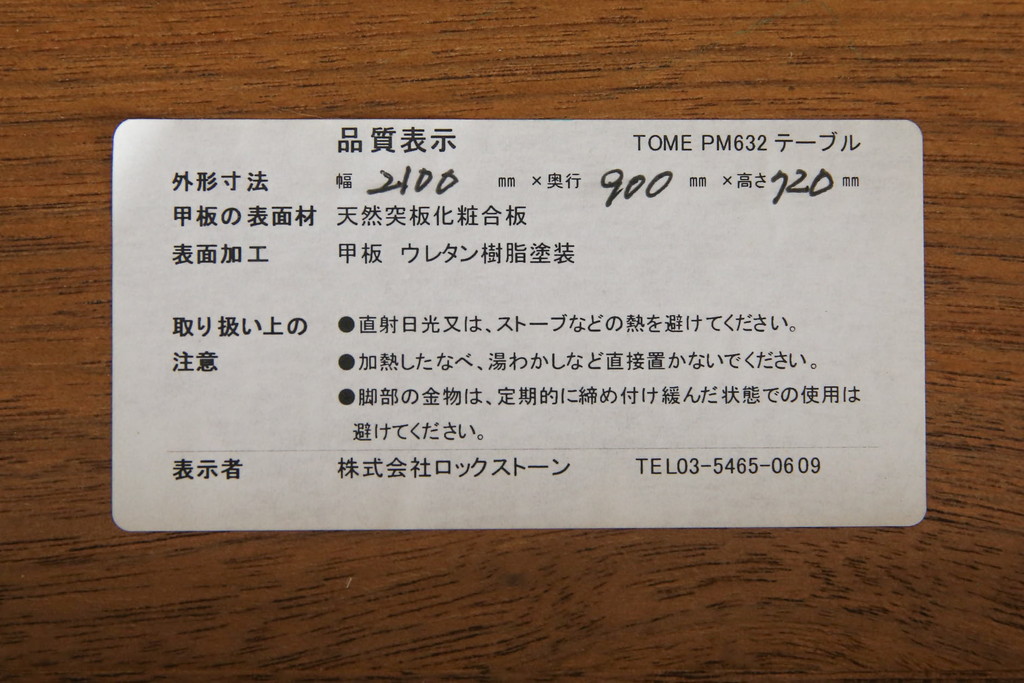 品質表示 TOME PM632 テーブル
外形寸法 幅 2100 mm ×奥行 900 mm ×高さ 720 mm
甲板の表面材 天然突板化粧合板
表面加工 甲板 ウレタン樹脂塗装
取り扱い上の ●直射日光又は、ストーブなどの熱を避けてください。
注意 ●加熱したなべ、湯わかしなど直接置かないでください。
●脚部の金物は、定期的に締め付け緩んだ状態での使用は
避けてください。
表示者 株式会社ロックストーン TEL03-5465-0609